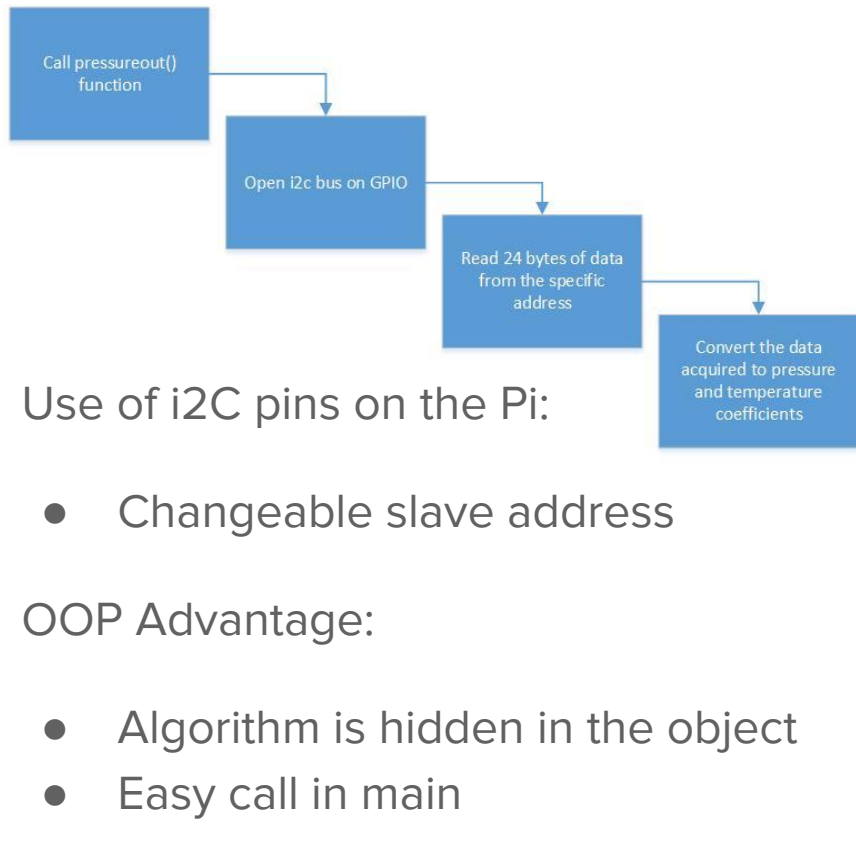 Call pressureout()
function
Open i2c bus on GPIO
Read 24 bytes of data
from the specific
address
Convert the data
acquired to pressure
and temperature
coefficients
Use of i2C pins on the Pi:
● Changeable slave address
OOP Advantage:
● Algorithm is hidden in the object
● Easy call in main